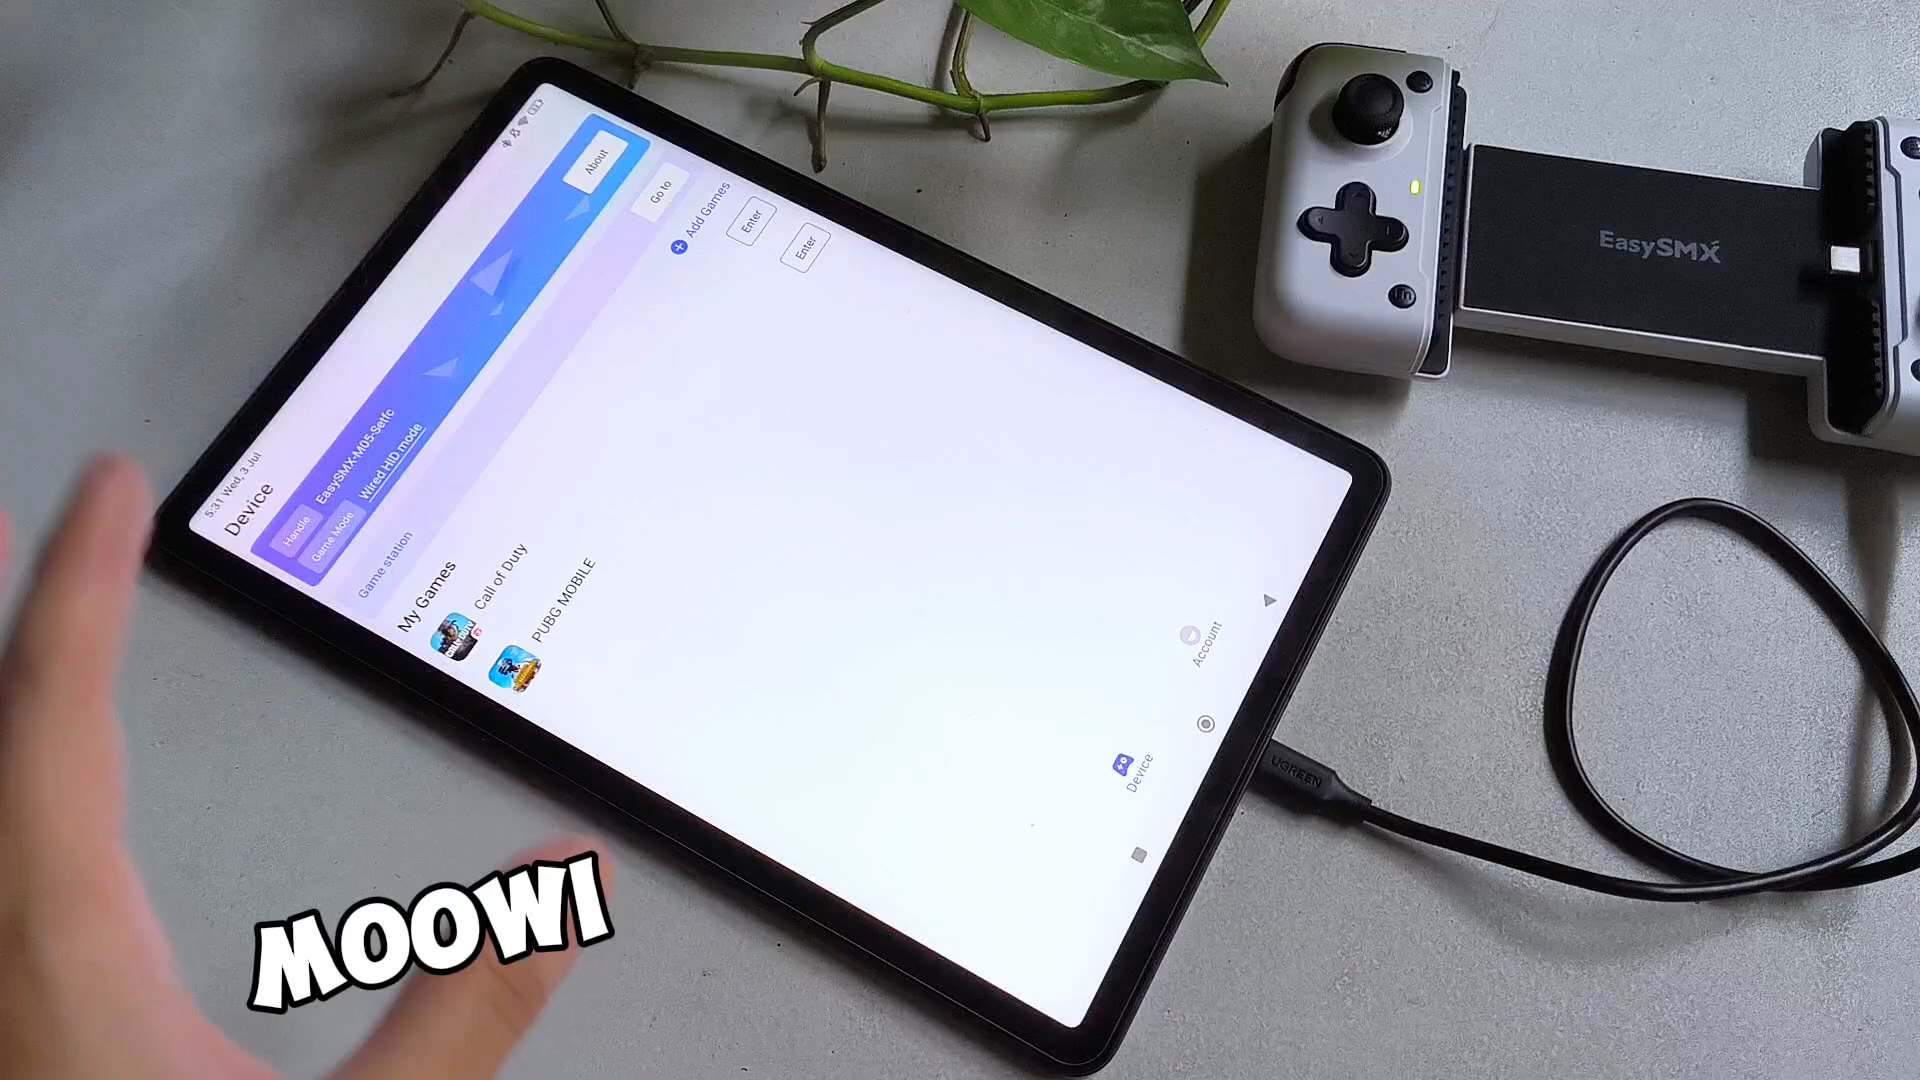 5:31 Wed, 3 Jul
Device
About
Handle
EasySMX-M05-Setfc
Game Mode
Wired HID mode
Game station
Go to
My Games
Add Games
Call of Duty
Enter
PUBG MOBILE
Enter
Device
Account
EasySMX
UGREEN
MOOWI